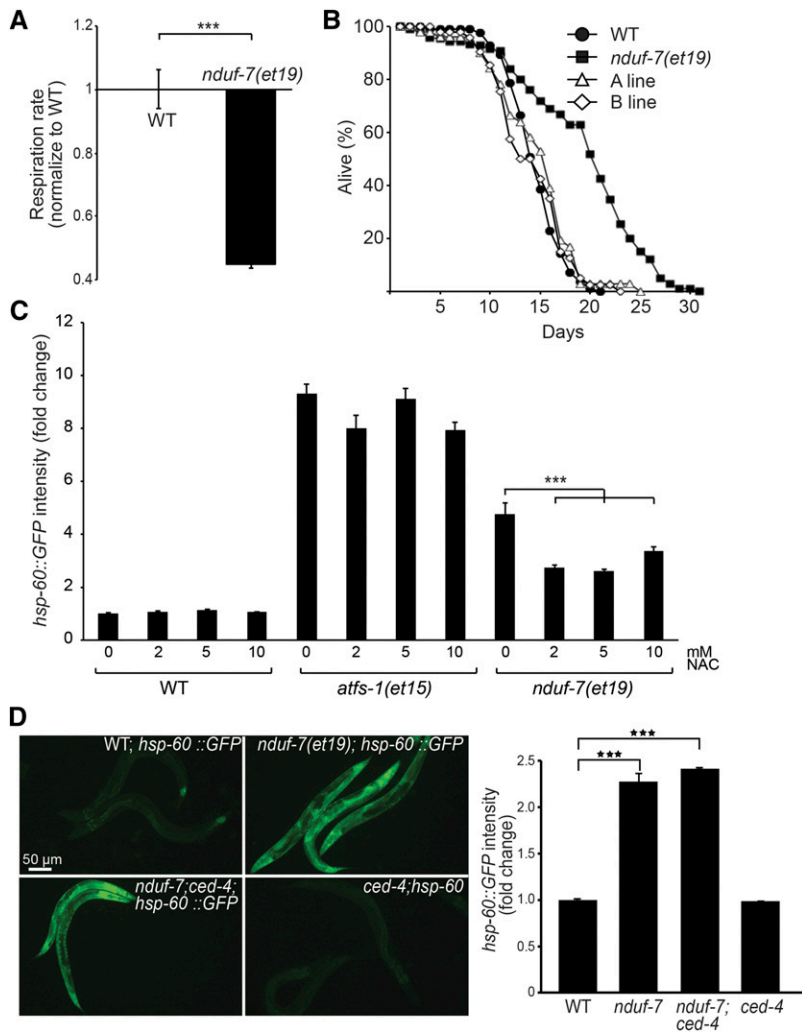 A
Respiration rate
(normalize to WT)
1.2
1
0.8
0.6
0.4
***
nduf-7(et19)
WT
B
Alive (%)
100
80
60
40
20
5
10
15
20
25
30
Days
WT
nduf-7(et19)
A line
B line
C
hsp-60::GFP intensity (fold change)
12
10
8
6
4
2
0
***
0 2 5 10 0 2 5 10 0 2 5 10 mM
NAC
WT atfs-1(et15) nduf-7(et19)
D
WT; hsp-60 ::GFP
50 µm
nduf-7(et19); hsp-60 ::GFP
nduf-7;ced-4;
hsp-60 ::GFP
ced-4;hsp-60
hsp-60::GFP intensity
(fold change)
2.5
2.0
1.5
1.0
0.5
0
***
***
WT nduf-7 nduf-7; ced-4
ced-4